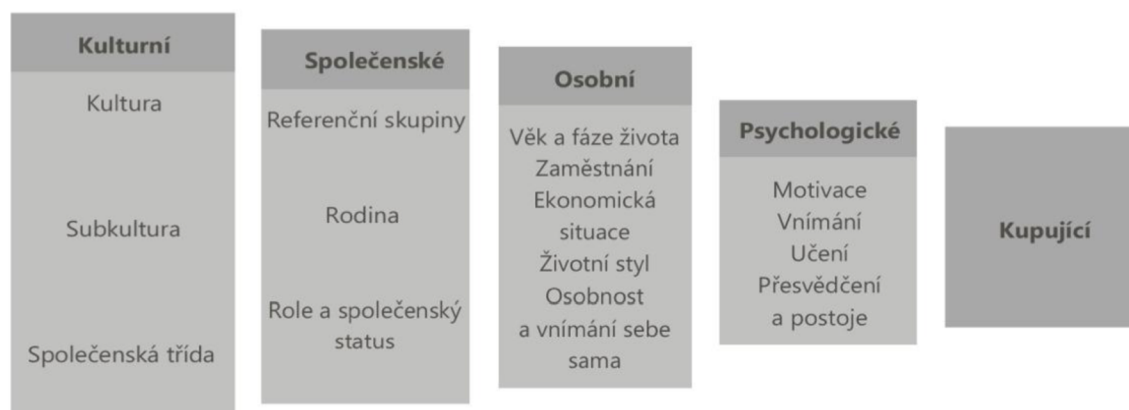 Kulturní
Kultura
Subkultura
Společenská třída
Společenské
Referenční skupiny
Rodina
Role a společenský
status
Osobní
Věk a fáze života
Zaměstnání
Ekonomická
situace
Životní styl
Osobnost
a vnímání sebe
sama
Psychologické
Motivace
Vnímání
Učení
Přesvědčení
a postoje
Kupující